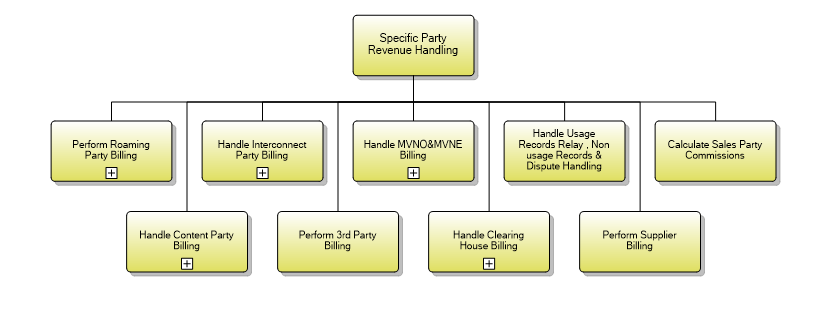 Specific Party
Revenue Handling
Perform Roaming
Party Billing
Handle Interconnect
Party Billing
Handle MVNO&MVNE
Billing
Handle Usage
Records Relay , Non
usage Records &
Dispute Handling
Calculate Sales Party
Commissions
Handle Content Party
Billing
Perform 3rd Party
Billing
Handle Clearing
House Billing
Perform Supplier
Billing